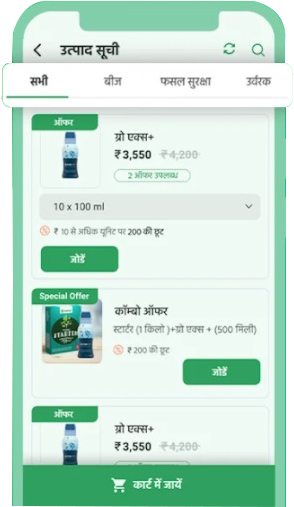 उत्पाद सूची
सभी बीज फसल सुरक्षा उर्वरक
ऑफर
ग्रो एक्स+
₹3,550 ₹4,200
2 ऑफर उपलब्ध
10 x 100 ml
₹ 10 से अधिक यूनिट पर 200 की छूट
जोडें
Special Offer
कॉम्बो ऑफर
स्टार्टर (1 किलो )+ग्रो एक्स + (500 मिली)
₹ 200 की छूट
जोडें
ऑफर
ग्रो एक्स+
₹3,550 ₹4,200
कार्ट में जायें